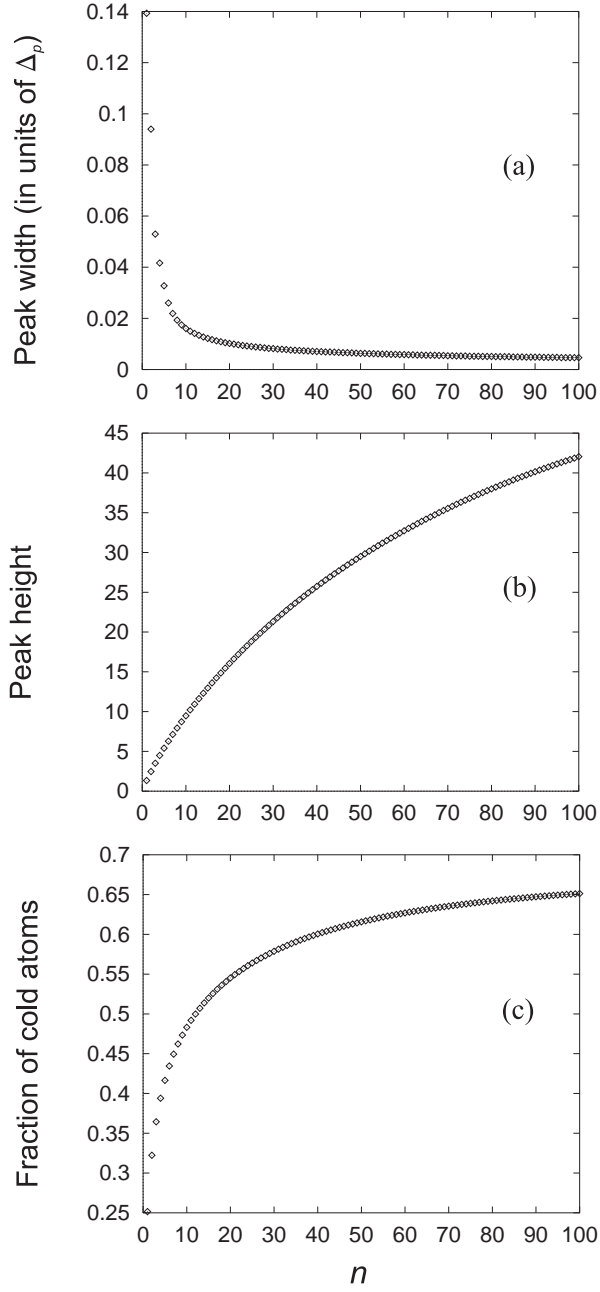 Peak width (in units of Δp)
0.14
0.12
0.1
0.08
0.06
0.04
0.02
0
(a)
0 10 20 30 40 50 60 70 80 90 100
Peak height
45
40
35
30
25
20
15
10
5
0
(b)
0 10 20 30 40 50 60 70 80 90 100
Fraction of cold atoms
0.7
0.65
0.6
0.55
0.5
0.45
0.4
0.35
0.3
0.25
(c)
0 10 20 30 40 50 60 70 80 90 100
n